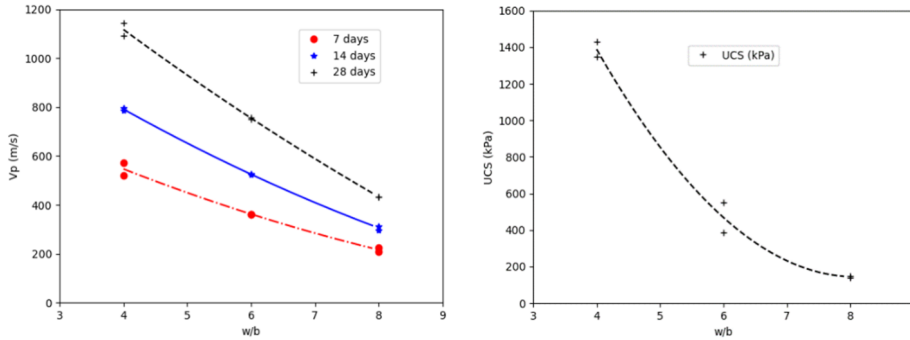 1200
1000
800
600
400
200
0
Vp (m/s)
7 days
14 days
28 days
3 4 5 6 7 8 9
w/b
1600
1400
1200
1000
800
600
400
200
0
UCS (kPa)
UCS (kPa)
3 4 5 6 7 8
w/b